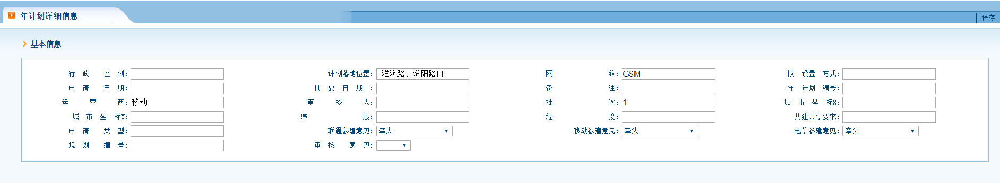 年计划详细信息
保存
基本信息
行政区划： 计划落地位置： 淮海路、汾阳路口 网络： GSM 拟设置方式：
申请日期： 批复日期： 备注： 年计划编号：
运营商： 移动 审核人： 批次： 1 城市坐标X：
城市坐标Y： 纬度： 经度： 共建共享要求：
申请类型： 联通参建意见： 牵头 移动参建意见： 牵头 电信参建意见： 牵头
规划编号： 审核意见：